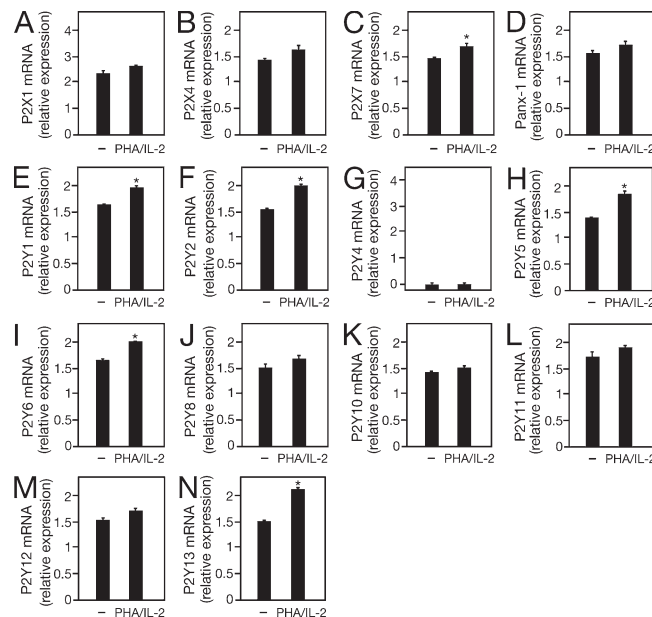 A
P2X1 mRNA
(relative expression)
4
3
2
1
0
– PHA/IL-2
B
P2X4 mRNA
(relative expression)
2
1.5
1
0.5
0
– PHA/IL-2
C
P2X7 mRNA
(relative expression)
2
1.5
1
1.5
0
*
– PHA/IL-2
D
Panx-1 mRNA
(relative expression)
2
1.5
1
1.5
0
– PHA/IL-2
E
P2Y1 mRNA
(relative expression)
2
1.5
1
0.5
0
*
– PHA/IL-2
F
P2Y2 mRNA
(relative expression)
2
1.5
1
0.5
0
*
– PHA/IL-2
G
P2Y4 mRNA
(relative expression)
4
3
2
1
0
– PHA/IL-2
H
P2Y5 mRNA
(relative expression)
2
1.5
1
0.5
0
*
– PHA/IL-2
I
P2Y6 mRNA
(relative expression)
2
1.5
1
0.5
0
*
– PHA/IL-2
J
P2Y8 mRNA
(relative expression)
2
1.5
1
0.5
0
– PHA/IL-2
K
P2Y10 mRNA
(relative expression)
2
1.5
1
0.5
0
– PHA/IL-2
L
P2Y11 mRNA
(relative expression)
2
1.5
1
0.5
0
– PHA/IL-2
M
P2Y12 mRNA
(relative expression)
2
1.5
1
0.5
0
– PHA/IL-2
N
P2Y13 mRNA
(relative expression)
2
1.5
1
0.5
0
*
– PHA/IL-2